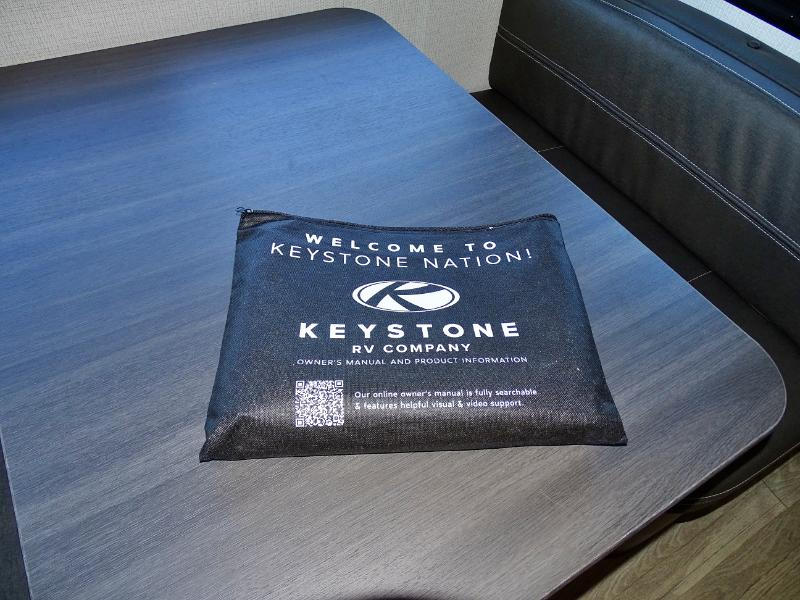 WELCOME TO
KEYSTONE NATION!
K
KEYSTONE
RV COMPANY
OWNER'S MANUAL AND PRODUCT INFORMATION
Our online owner's manual is fully searchable
& features helpful visual & video support.